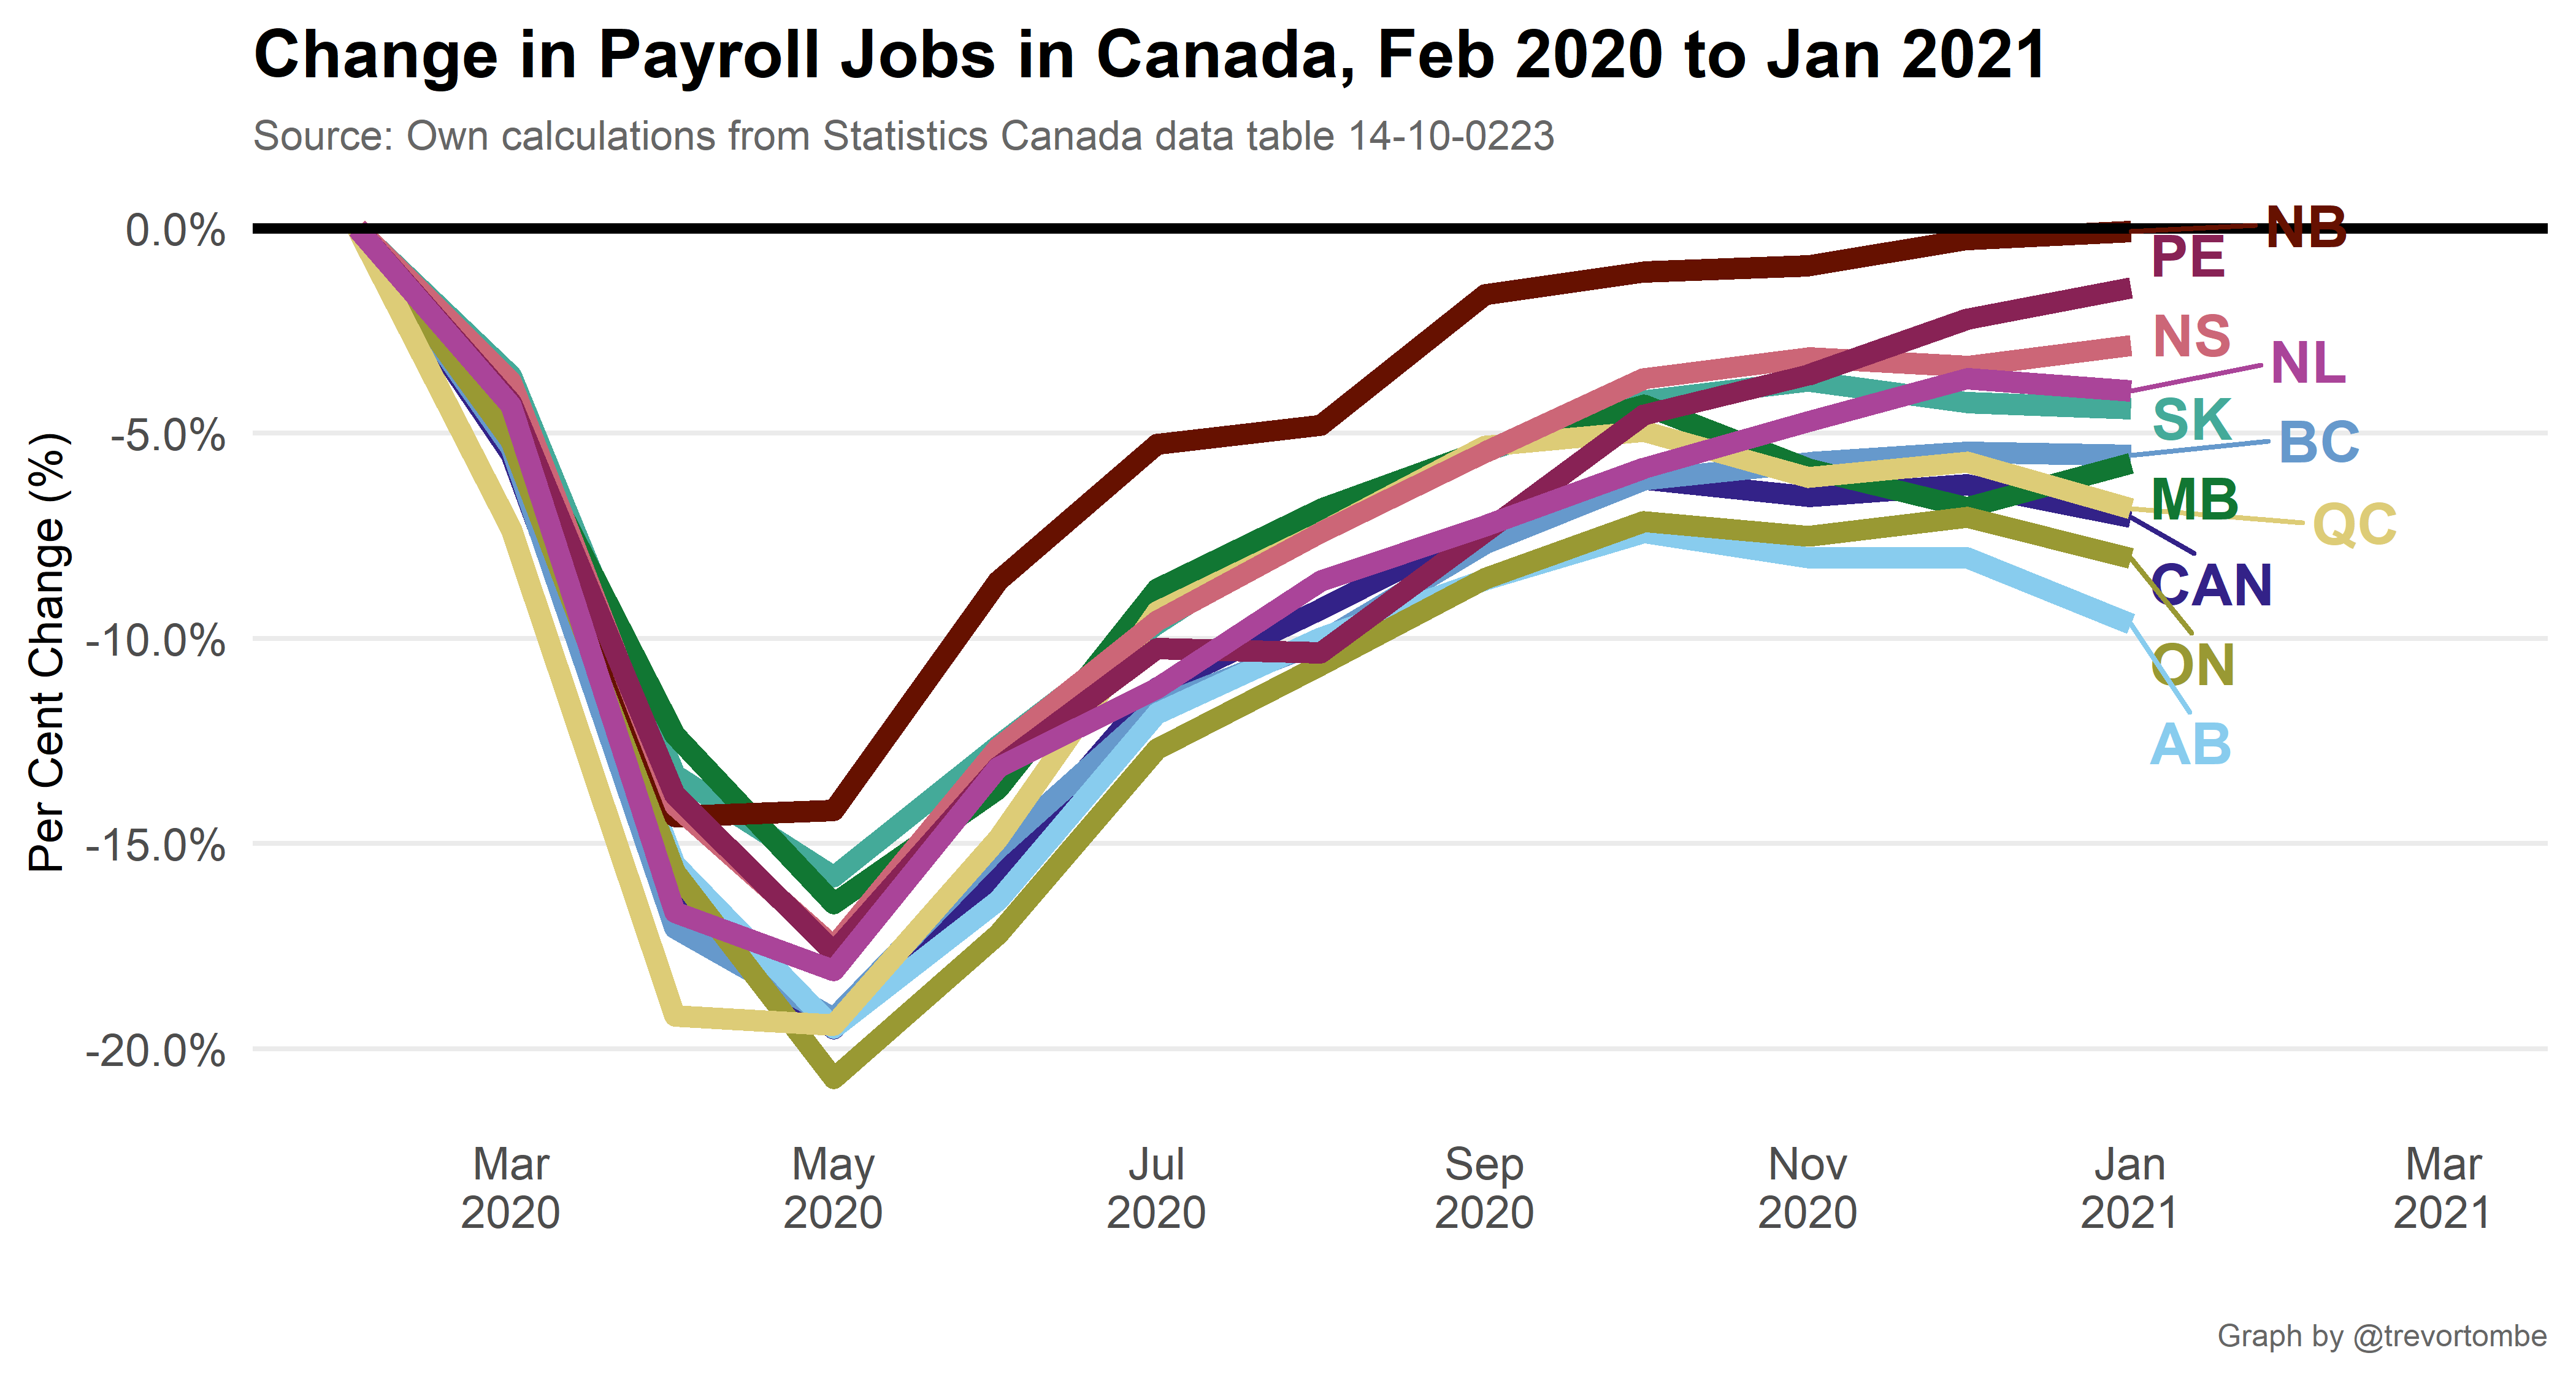 Change in Payroll Jobs in Canada, Feb 2020 to Jan 2021
Source: Own calculations from Statistics Canada data table 14-10-0223
Per Cent Change (%)
0.0%
-5.0%
-10.0%
-15.0%
-20.0%
NB
PE
NS
NL
SK
BC
MB
QC
CAN
ON
AB
Mar
2020
May
2020
Jul
2020
Sep
2020
Nov
2020
Jan
2021
Mar
2021
Graph by @trevortombe